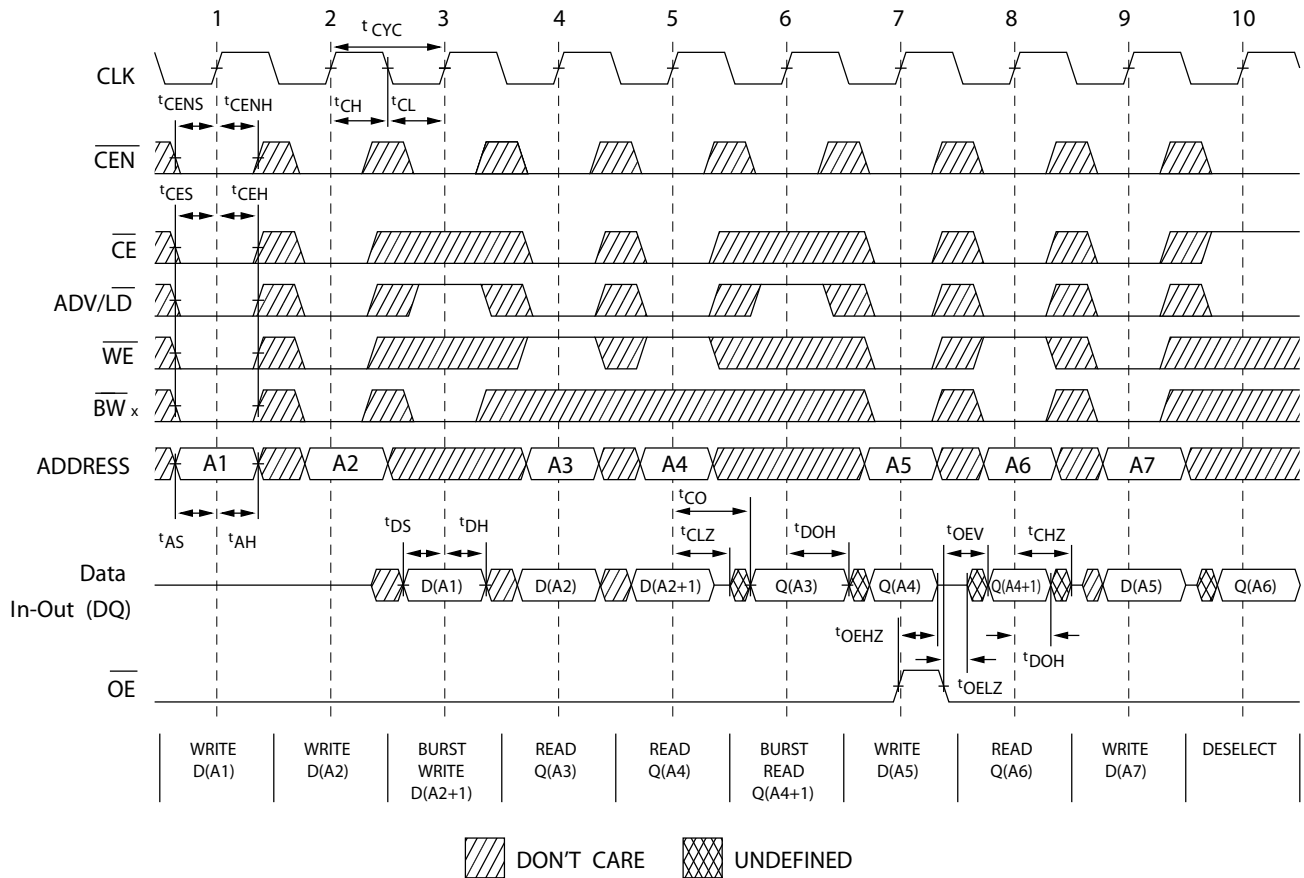 1 2 3 4 5 6 7 8 9 10
tCYC
CLK
tCENS tCENH tCH tCL
CEN
tCES tCEH
CE
ADV/LD
WE
BW x
ADDRESS A1 A2 A3 A4 A5 A6 A7
tCO
tAS tAH tDS tDH tCLZ tDOH tOEV tCHZ
Data
In-Out (DQ)
D(A1) D(A2) D(A2+1) Q(A3) Q(A4) Q(A4+1) D(A5) Q(A6)
tOEHZ tDOH
tOELZ
OE
WRITE D(A1)
WRITE D(A2)
BURST WRITE D(A2+1)
READ Q(A3)
READ Q(A4)
BURST READ Q(A4+1)
WRITE D(A5)
READ Q(A6)
WRITE D(A7)
DESELECT
DON'T CARE UNDEFINED